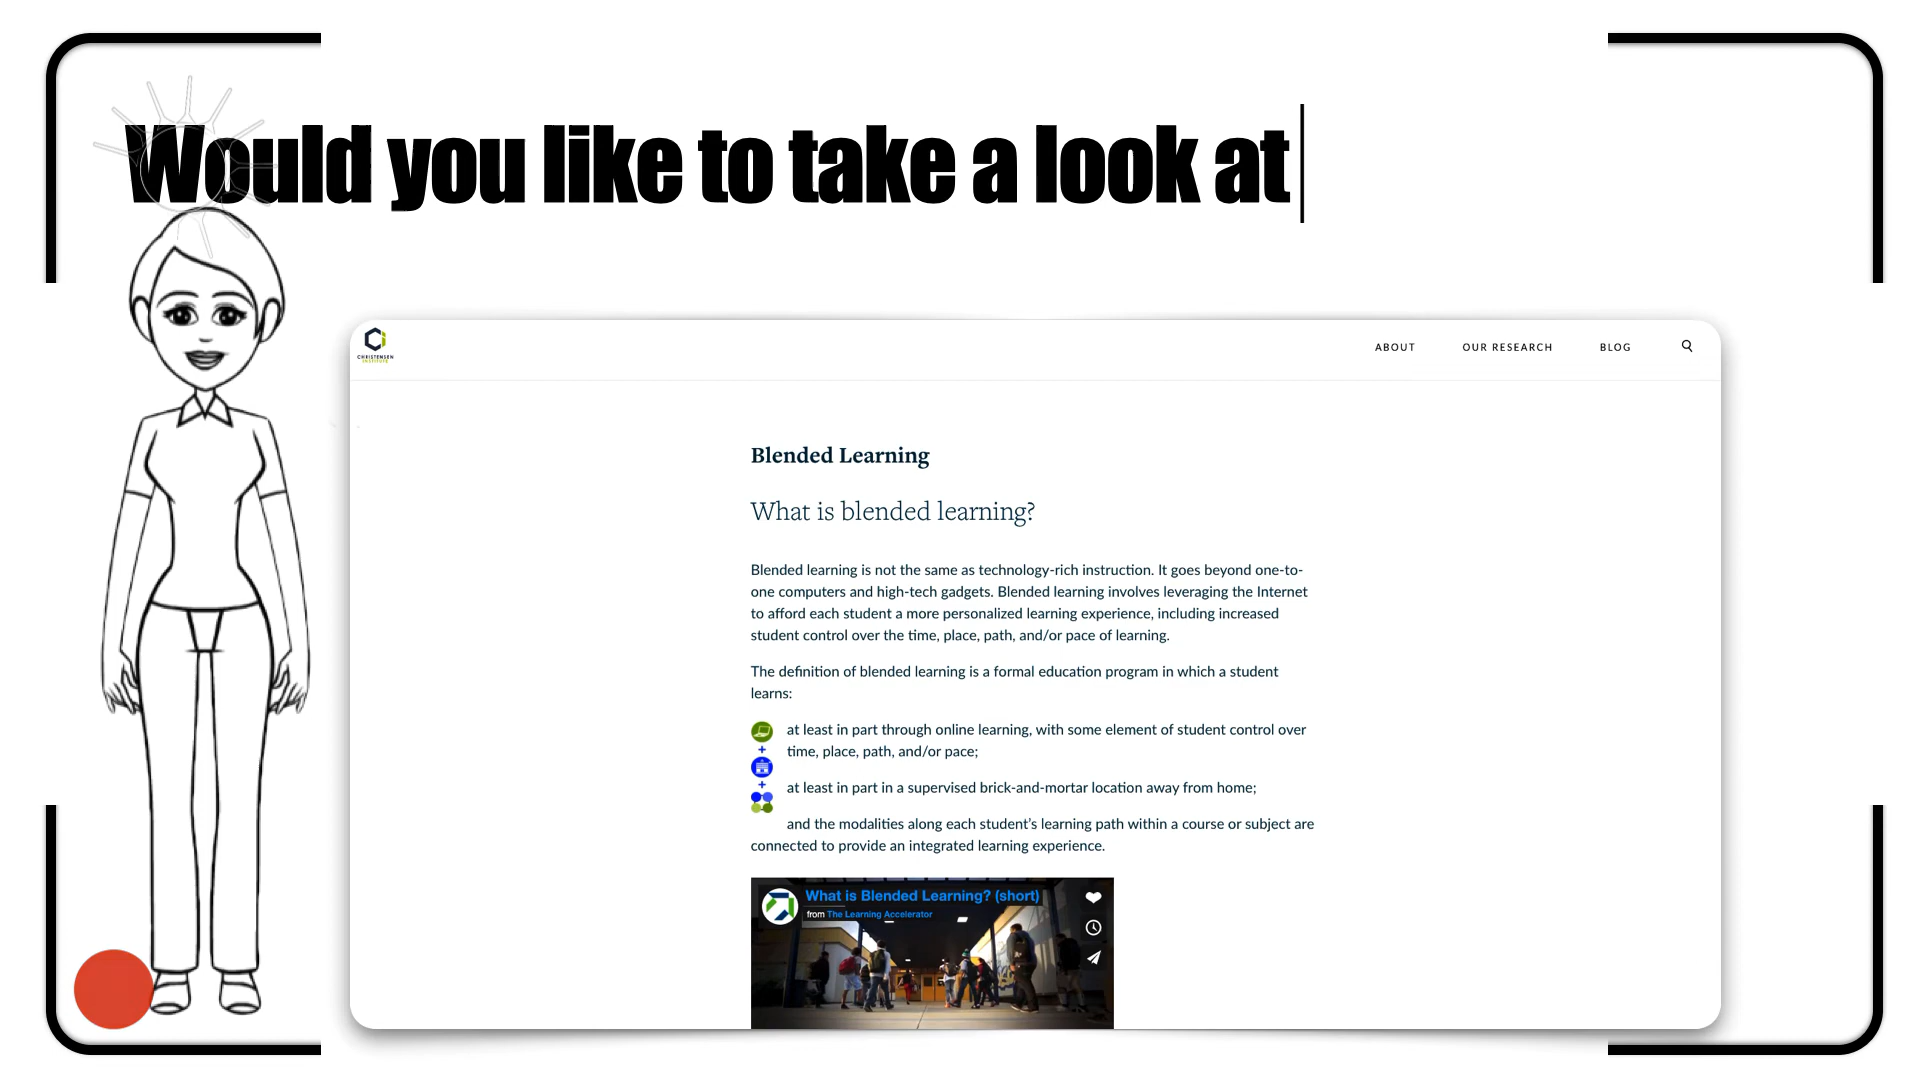 Would you like to take a look at
CHRISTENSEN
INSTITUTE
ABOUT
OUR RESEARCH
BLOG
Blended Learning
What is blended learning?
Blended learning is not the same as technology-rich instruction. It goes beyond one-to-
one computers and high-tech gadgets. Blended learning involves leveraging the Internet
to afford each student a more personalized learning experience, including increased
student control over the time, place, path, and/or pace of learning.
The definition of blended learning is a formal education program in which a student
learns:
at least in part through online learning, with some element of student control over
time, place, path, and/or pace;
+
+
at least in part in a supervised brick-and-mortar location away from home;
and the modalities along each student's learning path within a course or subject are
connected to provide an integrated learning experience.
What is Blended Learning? (short)
from The Learning Accelerator